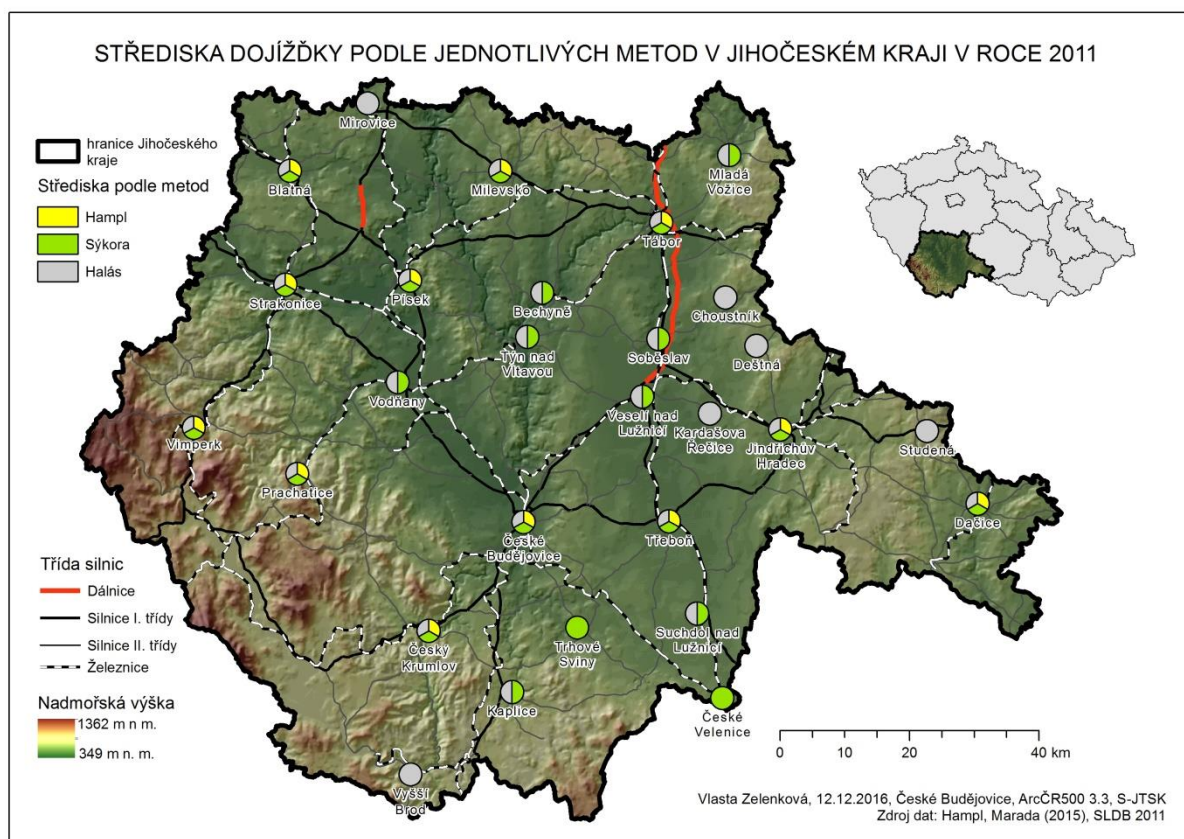 STŘEDISKA DOJÍŽĎKY PODLE JEDNOTLIVÝCH METOD V JIHOČESKÉM KRAJI V ROCE 2011
hranice Jihočeského
kraje
Střediska podle metod
Hampl
Sýkora
Halás
Mirovice
Blatná
Milevsko
Mladá
Vožice
Tábor
Strakonice
Písek
Bechyně
Choustník
Týn nad
Vltavou
Soběslav
Deštná
Vodňany
Veselí nad
Lužnicí
Kardašova
Řečice
Jindřichův
Hradec
Studená
Vimperk
Prachatice
Dačice
České
Budějovice
Třeboň
Suchdol nad
Lužnicí
Trhové
Sviny
Český
Krumlov
Kaplice
České
Velenice
Vyšší
Brod
Třída silnic
Dálnice
Silnice I. třídy
Silnice II. třídy
Železnice
Nadmořská výška
1362 m n m.
349 m n. m.
0 10 20 40 km
Vlasta Zelenková, 12.12.2016, České Budějovice, ArcČR500 3.3, S-JTSK
Zdroj dat: Hampl, Marada (2015), SLDB 2011